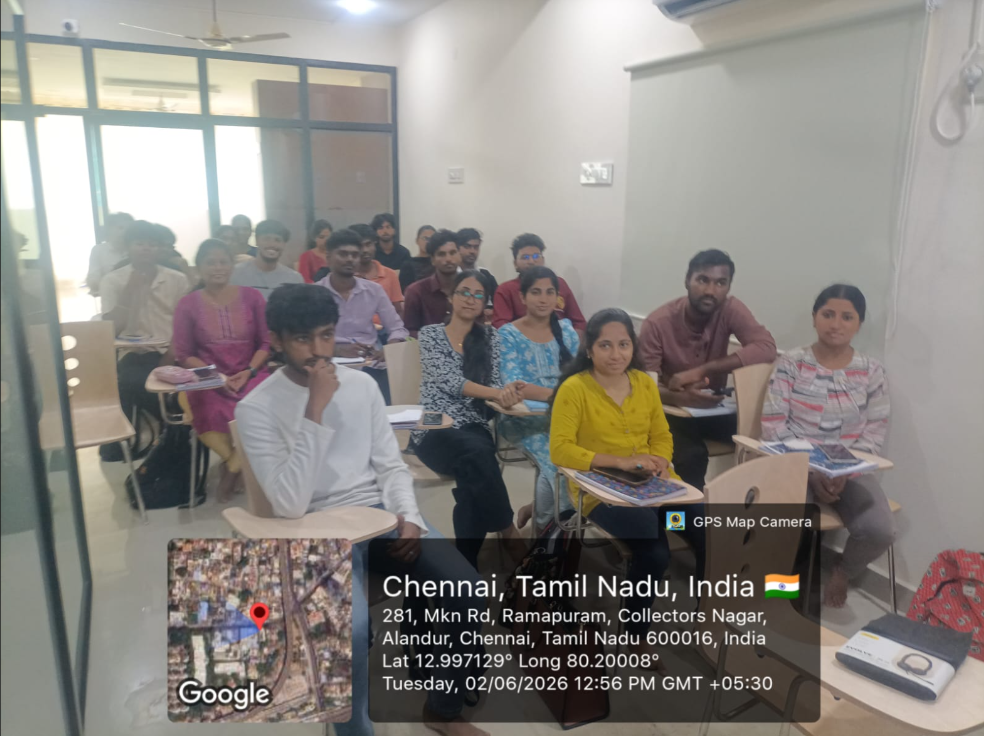 GPS Map Camera
Chennai, Tamil Nadu, India
281, Mkn Rd, Ramapuram, Collectors Nagar,
Alandur, Chennai, Tamil Nadu 600016, India
Lat 12.997129° Long 80.20008°
Tuesday, 02/06/2026 12:56 PM GMT +05:30
Google